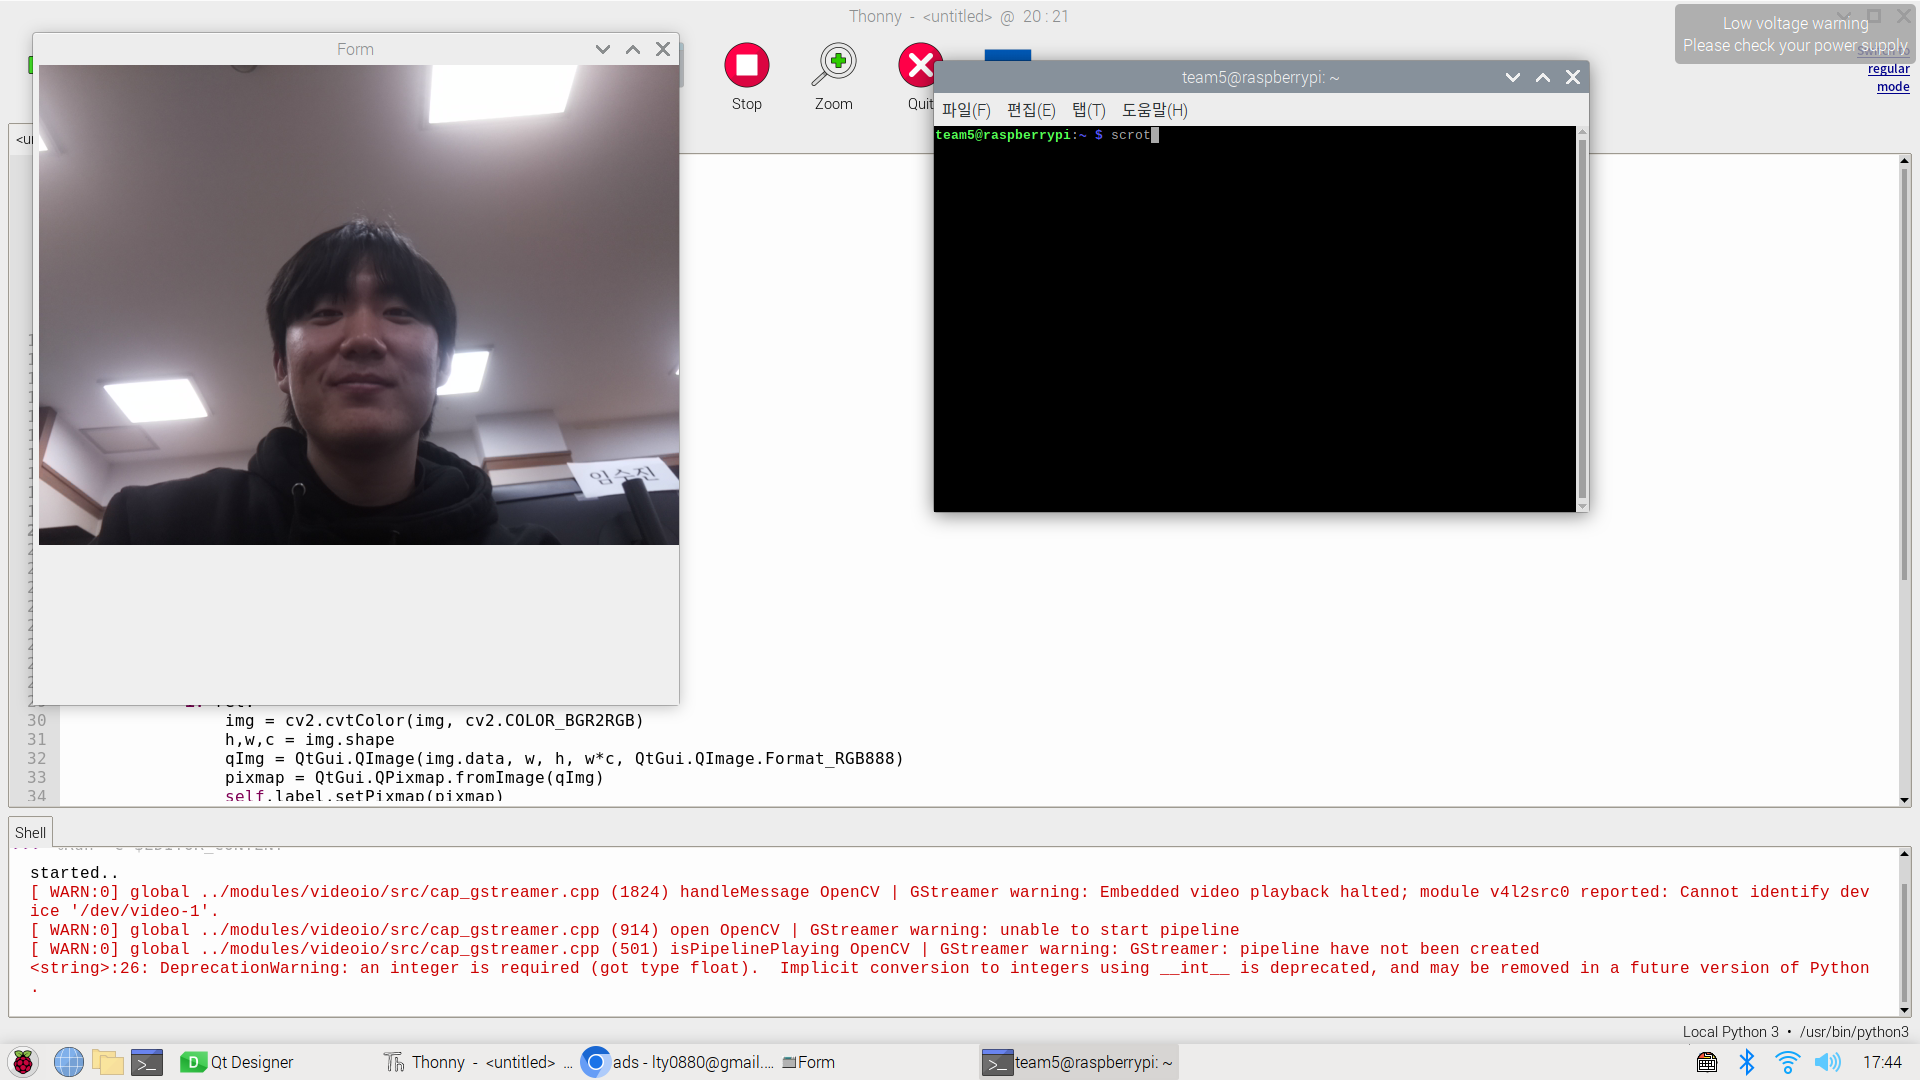 Thonny - <untitled> @ 20 : 21
Low voltage warning
Please check your power supply
regular
mode
Form
Stop
Zoom
Quit
team5@raspberrypi: ~
파일(F) 편집(E) 탭(T) 도움말(H)
team5@raspberrypi:~ $ scrot
임수진
30 img = cv2.cvtColor(img, cv2.COLOR_BGR2RGB)
31 h,w,c = img.shape
32 qImg = QtGui.QImage(img.data, w, h, w*c, QtGui.QImage.Format_RGB888)
33 pixmap = QtGui.QPixmap.fromImage(qImg)
34 self.label.setPixmap(pixmap)
Shell
started..
[ WARN:0] global ../modules/videoio/src/cap_gstreamer.cpp (1824) handleMessage OpenCV | GStreamer warning: Embedded video playback halted; module v4l2src0 reported: Cannot identify dev
ice '/dev/video-1'.
[ WARN:0] global ../modules/videoio/src/cap_gstreamer.cpp (914) open OpenCV | GStreamer warning: unable to start pipeline
[ WARN:0] global ../modules/videoio/src/cap_gstreamer.cpp (501) isPipelinePlaying OpenCV | GStreamer warning: GStreamer: pipeline have not been created
<string>:26: DeprecationWarning: an integer is required (got type float).  Implicit conversion to integers using __int__ is deprecated, and may be removed in a future version of Python
.
Local Python 3 • /usr/bin/python3
Qt Designer
Thonny - <untitled> ...
ads - lty0880@gmail....
Form
team5@raspberrypi: ~
17:44